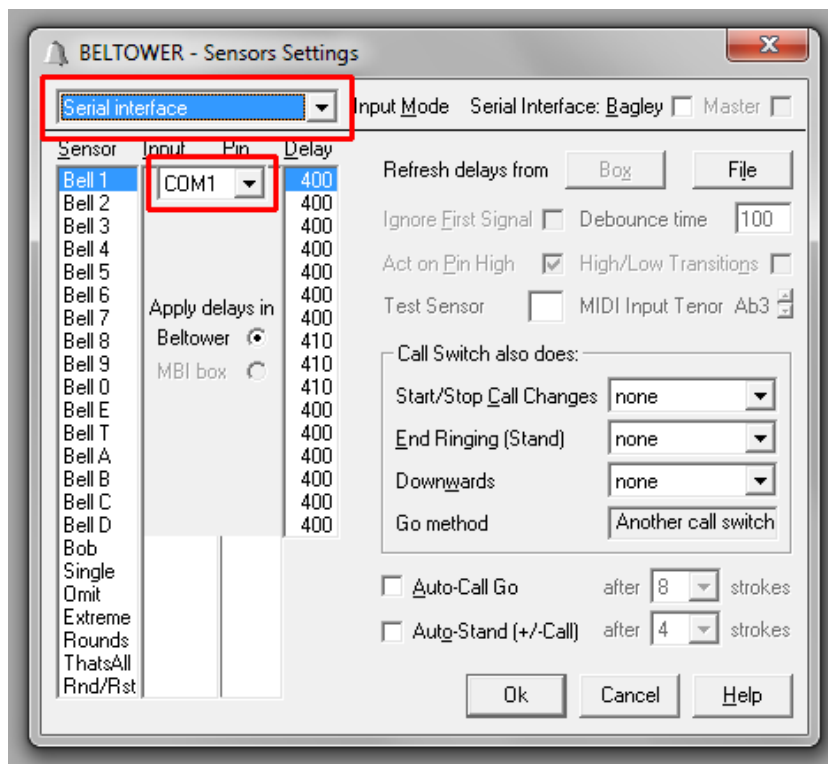 BELTOWER - Sensors Settings
Serial interface Input Mode Serial Interface: Bagley Master
Sensor Input Pin Delay
Bell 1 COM1 400
Bell 2 400
Bell 3 400
Bell 4 400
Bell 5 400
Bell 6 400
Bell 7 400
Bell 8 410
Bell 9 410
Bell 0 410
Bell E 400
Bell T 400
Bell A 400
Bell B 400
Bell C 400
Bell D 400
Bob
Single
Omit
Extreme
Rounds
ThatsAll
Rnd/Rst
Apply delays in
Beltower
MBI box
Refresh delays from Box File
Ignore First Signal Debounce time 100
Act on Pin High High/Low Transitions
Test Sensor MIDI Input Tenor Ab3
Call Switch also does:
Start/Stop Call Changes none
End Ringing (Stand) none
Downwards none
Go method Another call switch
Auto-Call Go after 8 strokes
Auto-Stand (+/-Call) after 4 strokes
Ok Cancel Help